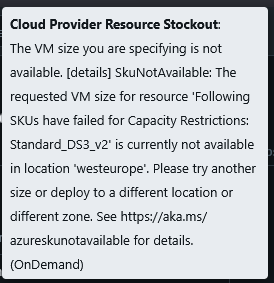 Cloud Provider Resource Stockout:
The VM size you are specifying is not
available. [details] SkuNotAvailable: The
requested VM size for resource 'Following
SKUs have failed for Capacity Restrictions:
Standard_DS3_v2' is currently not available
in location 'westeurope'. Please try another
size or deploy to a different location or
different zone. See https://aka.ms/
azureskunotavailable for details.
(OnDemand)